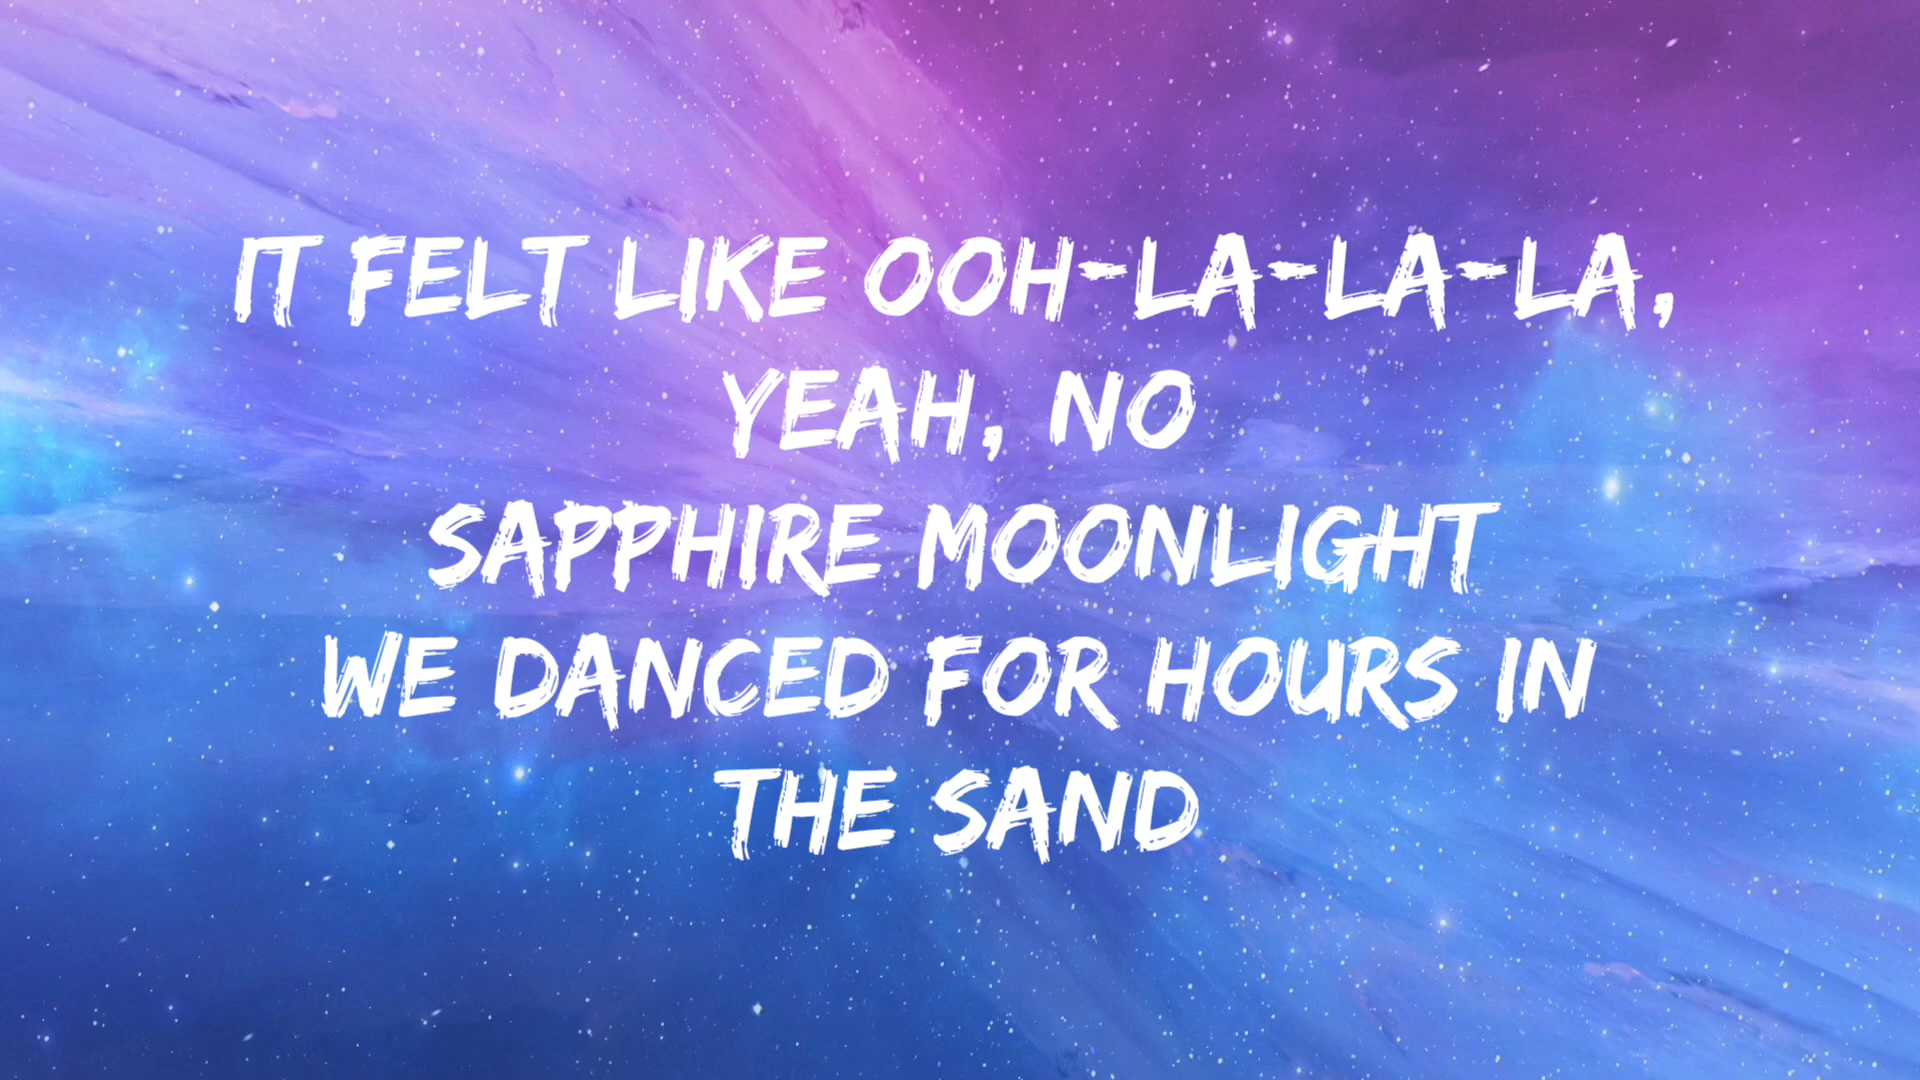 IT FELT LIKE OOH-LA-LA-LA,
YEAH, NO
SAPPHIRE MOONLIGHT
WE DANCED FOR HOURS IN
THE SAND